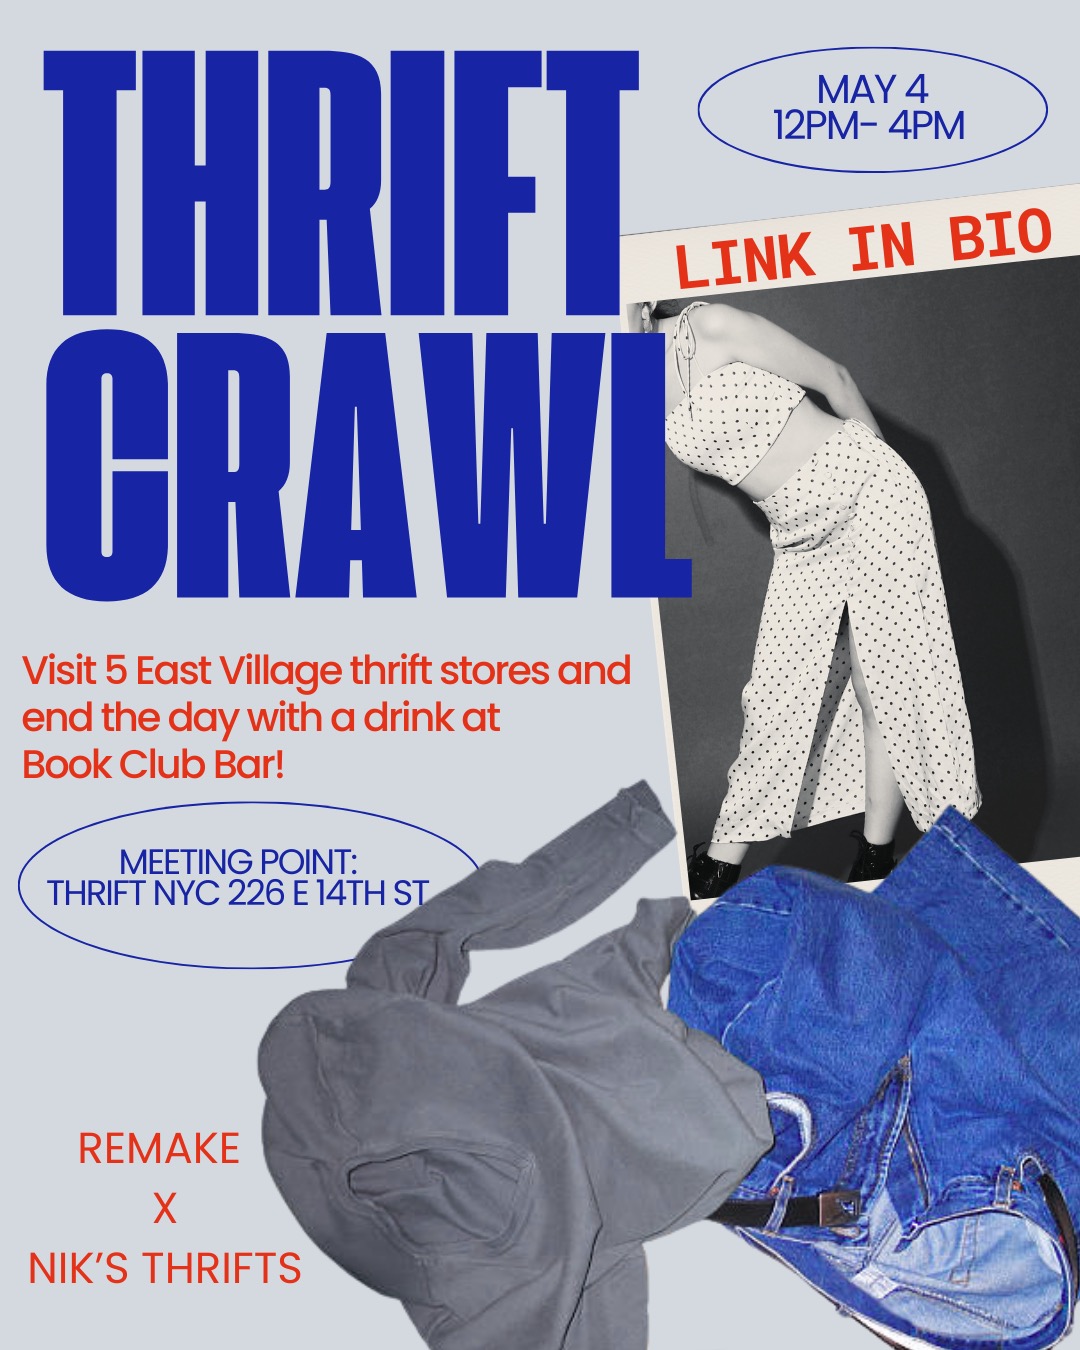 THRIFT
CRAWL
MAY 4
12PM- 4PM
LINK IN BIO
Visit 5 East Village thrift stores and
end the day with a drink at
Book Club Bar!
MEETING POINT:
THRIFT NYC 226 E 14TH ST
REMAKE
X
NIK'S THRIFTS